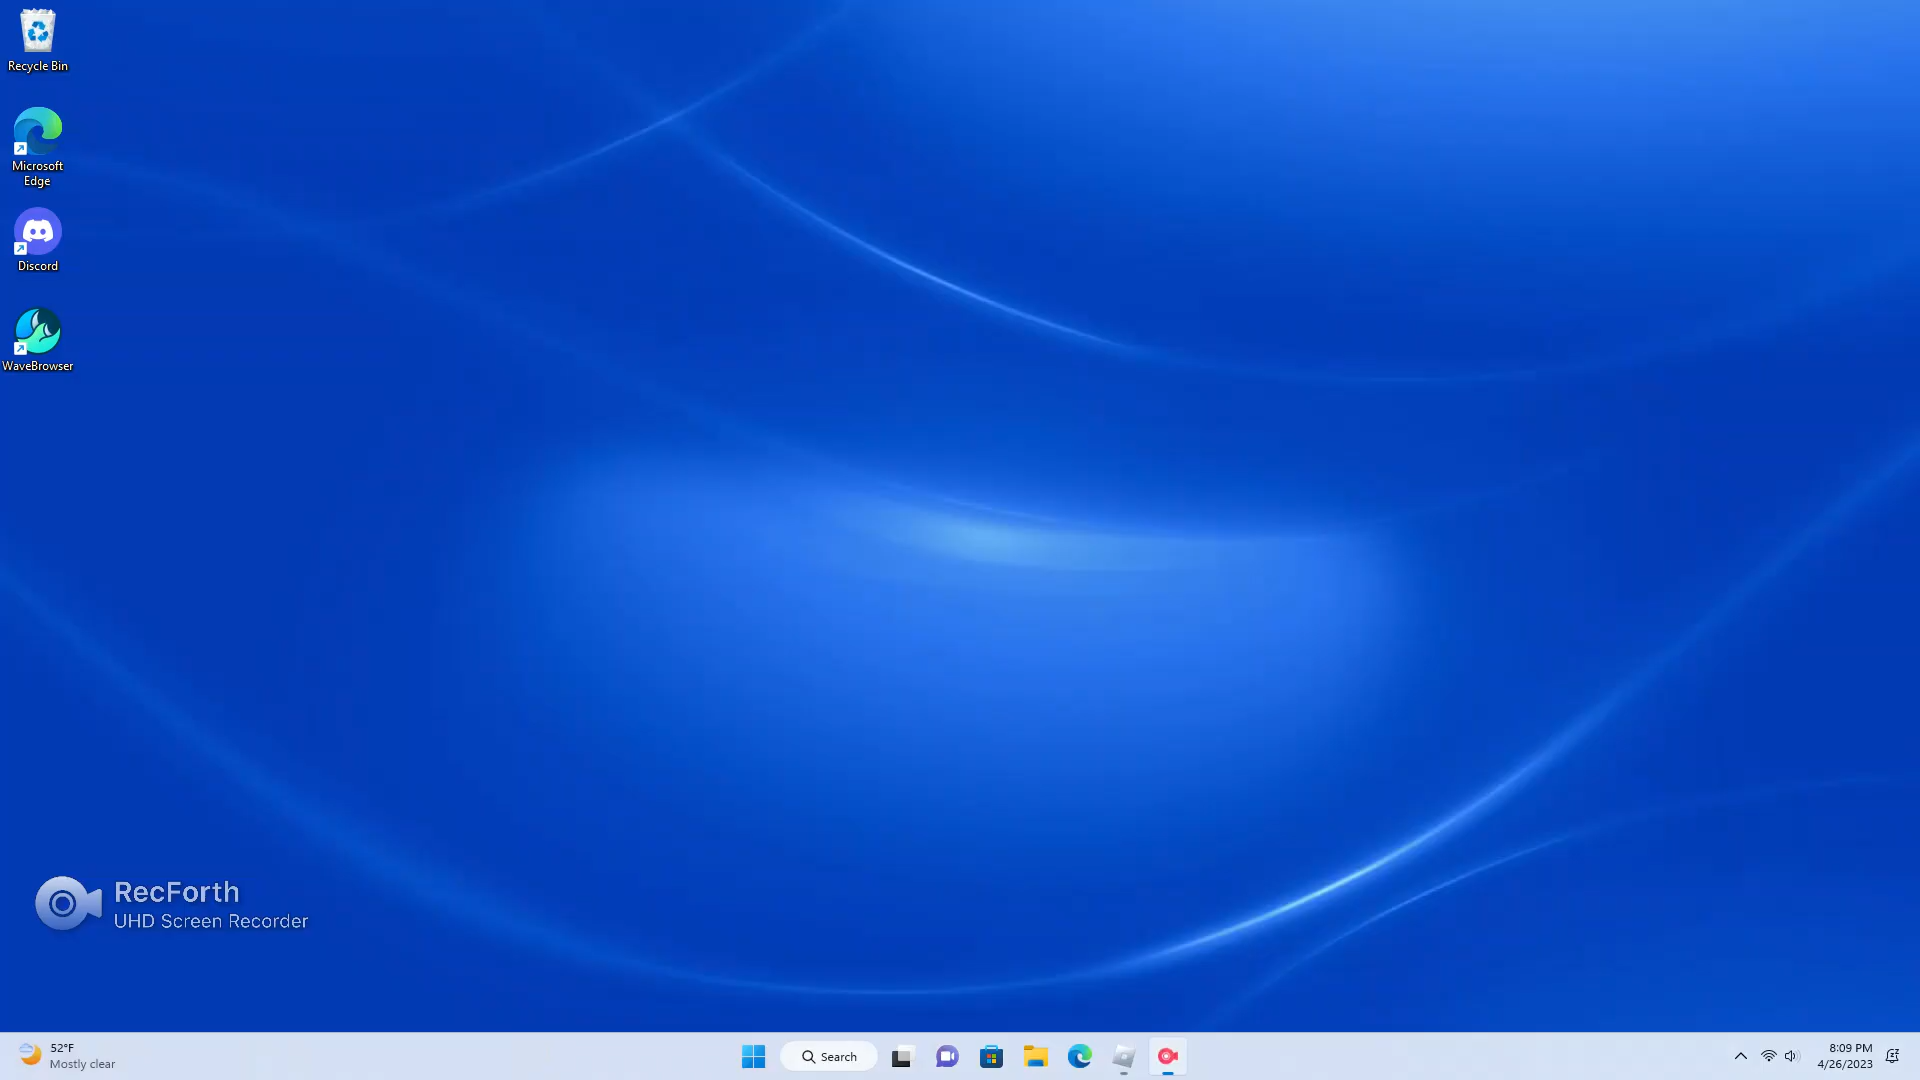 Recycle Bin
Microsoft
Edge
Discord
WaveBrowser
RecForth
UHD Screen Recorder
52°F
Mostly clear
Search
8:09 PM
4/26/2023